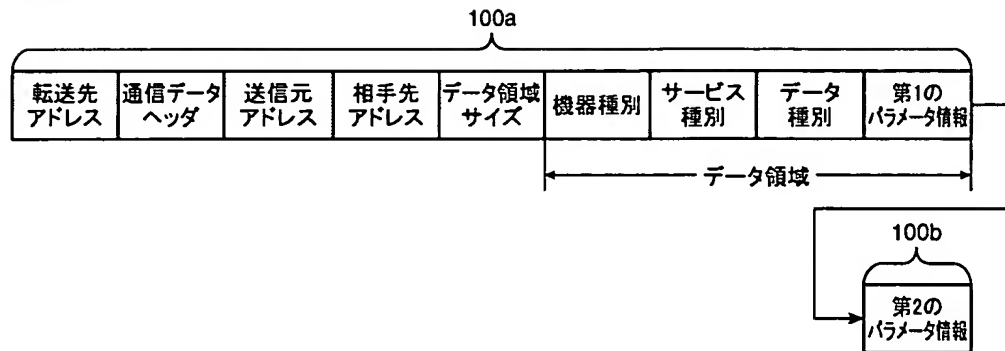 100a
転送先
アドレス
通信データ
ヘッダ
送信元
アドレス
相手先
アドレス
データ領域
サイズ
機器種別
サービス
種別
データ
種別
第1の
パラメータ情報
データ領域
100b
第2の
パラメータ情報